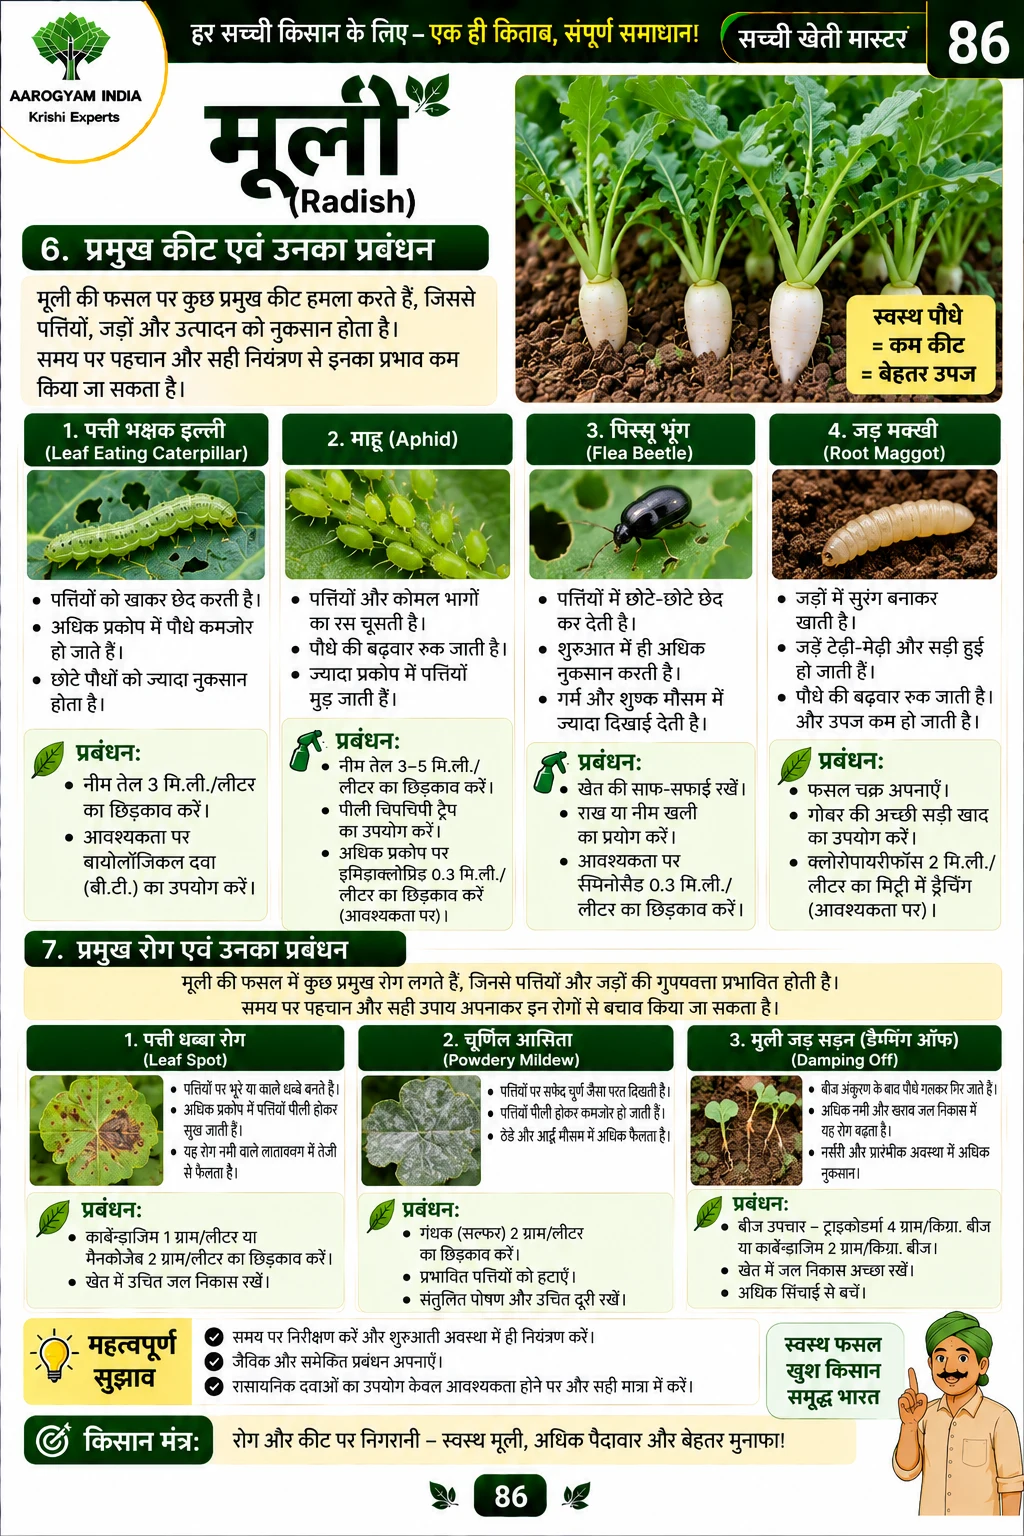 हर सच्ची किसान के लिए – एक ही किताब, संपूर्ण समाधान!
सच्ची खेती मास्टर
86
AAROGYAM INDIA
Krishi Experts
मूली
(Radish)
6. प्रमुख कीट एवं उनका प्रबंधन
मूली की फसल पर कुछ प्रमुख कीट हमला करते हैं, जिससे
पत्तियों, जड़ों और उत्पादन को नुकसान होता है।
समय पर पहचान और सही नियंत्रण से इनका प्रभाव कम
किया जा सकता है।
स्वस्थ पौधे
= कम कीट
= बेहतर उपज
1. पत्ती भक्षक इल्ली
(Leaf Eating Caterpillar)
• पत्तियों को खाकर छेद करती है।
• अधिक प्रकोप में पौधे कमजोर
हो जाते हैं।
• छोटे पौधों को ज्यादा नुकसान
होता है।
प्रबंधन:
• नीम तेल 3 मि.ली./लीटर
का छिड़काव करें।
• आवश्यकता पर
बायोलॉजिकल दवा
(बी.टी.) का उपयोग करें।
2. माहू (Aphid)
• पत्तियों और कोमल भागों
का रस चूसती है।
• पौधे की बढ़वार रुक जाती है।
• ज्यादा प्रकोप में पत्तियों
मुड़ जाती हैं।
प्रबंधन:
• नीम तेल 3–5 मि.ली./
लीटर का छिड़काव करें।
• पीली चिपचिपी ट्रैप
का उपयोग करें।
• अधिक प्रकोप पर
इमिडाक्लोप्रिड 0.3 मि.ली./
लीटर का छिड़काव करें
(आवश्यकता पर)।
3. पिस्सू भृंग
(Flea Beetle)
• पत्तियों में छोटे-छोटे छेद
कर देती है।
• शुरुआत में ही अधिक
नुकसान करती है।
• गर्म और शुष्क मौसम में
ज्यादा दिखाई देती है।
प्रबंधन:
• खेत की साफ-सफाई रखें।
• राख या नीम खली
का प्रयोग करें।
• आवश्यकता पर
0.3 मि.ली./
लीटर का छिड़काव करें।
4. जड़ मक्खी
(Root Maggot)
• जड़ों में सुरंग बनाकर
खाती है।
• जड़ें टेढ़ी-मेढ़ी और सड़ी हुई
हो जाती हैं।
• पौधे की बढ़वार रुक जाती है।
और उपज कम हो जाती है।
प्रबंधन:
• फसल चक्र अपनाएँ।
• गोबर की अच्छी सड़ी खाद
का उपयोग करें।
• क्लोरोपायरीफॉस 2 मि.ली./
लीटर का मिट्री में ड्रैचिंग
(आवश्यकता पर)।
7. प्रमुख रोग एवं उनका प्रबंधन
मूली की फसल में कुछ प्रमुख रोग लगते हैं, जिनसे पत्तियों और जड़ों की प्रभावित होती है।
समय पर पहचान और सही उपाय अपनाकर इन रोगों से बचाव किया जा सकता है।
1. पत्ती धब्बा रोग
(Leaf Spot)
• पत्तियों पर भूरे या काले धब्बे बनते है।
• अधिक प्रकोप में पत्तियाँ पीली होकर
सुख जाती हैं।
• यह रोग नमी वाले में तेजी
से फैलता है।
प्रबंधन:
• कार्बेन्डाजिम 1 ग्राम/लीटर या
मैनकोजेब 2 ग्राम/लीटर का छिड़काव करें।
• खेत में उचित जल निकास रखें।
2. चूर्णिल आसिता
(Powdery Mildew)
• पत्तियों पर सफेद चूर्ण जैसा परत दिखती है।
• पत्तियाँ पीली होकर कमजोर हो जाती हैं।
• ठंडे और आर्द्र मौसम में अधिक फैलता है।
प्रबंधन:
• गंधक (सल्फर) 2 ग्राम/लीटर
का छिड़काव करें।
• प्रभावित पत्तियों को हटाएँ।
• संतुलित पोषण और उचित दूरी रखें।
3. मुली जड़ सड़न (डैम्पिंग ऑफ)
(Damping Off)
• बीज अंकुरण के बाद पौधे गलकर गिर जाते है।
• अधिक नमी और खराब जल निकास में
यह रोग बढ़ता है।
• नर्सरी और प्रारंभीक अवस्था में अधिक
नुकसान।
प्रबंधन:
• बीज उपचार – ट्राइकोडर्मा 4 ग्राम/किग्रा. बीज
या कार्बेन्डाजिम 2 ग्राम/किग्रा. बीज।
• खेत में जल निकास अच्छा रखें।
• अधिक सिंचाई से बचें।
महत्वपूर्ण
सुझाव
समय पर निरीक्षण करें और शुरुआती अवस्था में ही नियंत्रण करें।
जैविक और समेकित प्रबंधन अपनाएँ।
रासायनिक दवाओं का उपयोग केवल आवश्यकता होने पर और सही मात्रा में करें।
स्वस्थ फसल
खुश किसान
समृद्ध भारत
किसान मंत्र:
रोग और कीट पर निगरानी – स्वस्थ मूली, अधिक पैदावार और बेहतर मुनाफा!
86